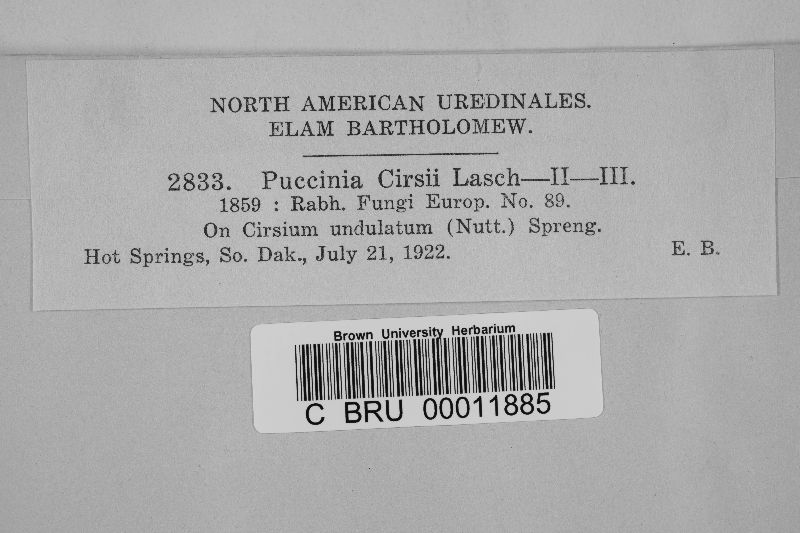 NORTH AMERICAN UREDINALES.
ELAM BARTHOLOMEW.
2833. Puccinia Cirsii Lasch—II—III.
1859 : Rabh. Fungi Europ. No. 89.
On Cirsium undulatum (Nutt.) Spreng.
Hot Springs, So. Dak., July 21, 1922. E. B.
Brown University Herbarium
C BRU 00011885